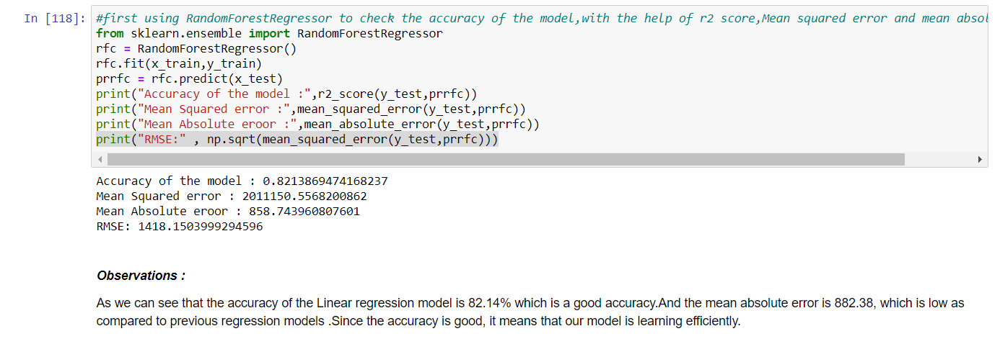 In [118]: #first using RandomForestRegressor to check the accuracy of the model,with the help of r2 score,Mean squared error and mean absol
from sklearn.ensemble import RandomForestRegressor
rfc = RandomForestRegressor()
rfc.fit(x_train,y_train)
prrfc = rfc.predict(x_test)
print("Accuracy of the model :",r2_score(y_test,prrfc))
print("Mean Squared error :",mean_squared_error(y_test,prrfc))
print("Mean Absolute eroor :",mean_absolute_error(y_test,prrfc))
print("RMSE:" , np.sqrt(mean_squared_error(y_test,prrfc)))
Accuracy of the model : 0.8213869474168237
Mean Squared error : 2011150.5568200862
Mean Absolute eroor : 858.743960807601
RMSE: 1418.1503999294596
Observations :
As we can see that the accuracy of the Linear regression model is 82.14% which is a good accuracy.And the mean absolute error is 882.38, which is low as
compared to previous regression models .Since the accuracy is good, it means that our model is learning efficiently.